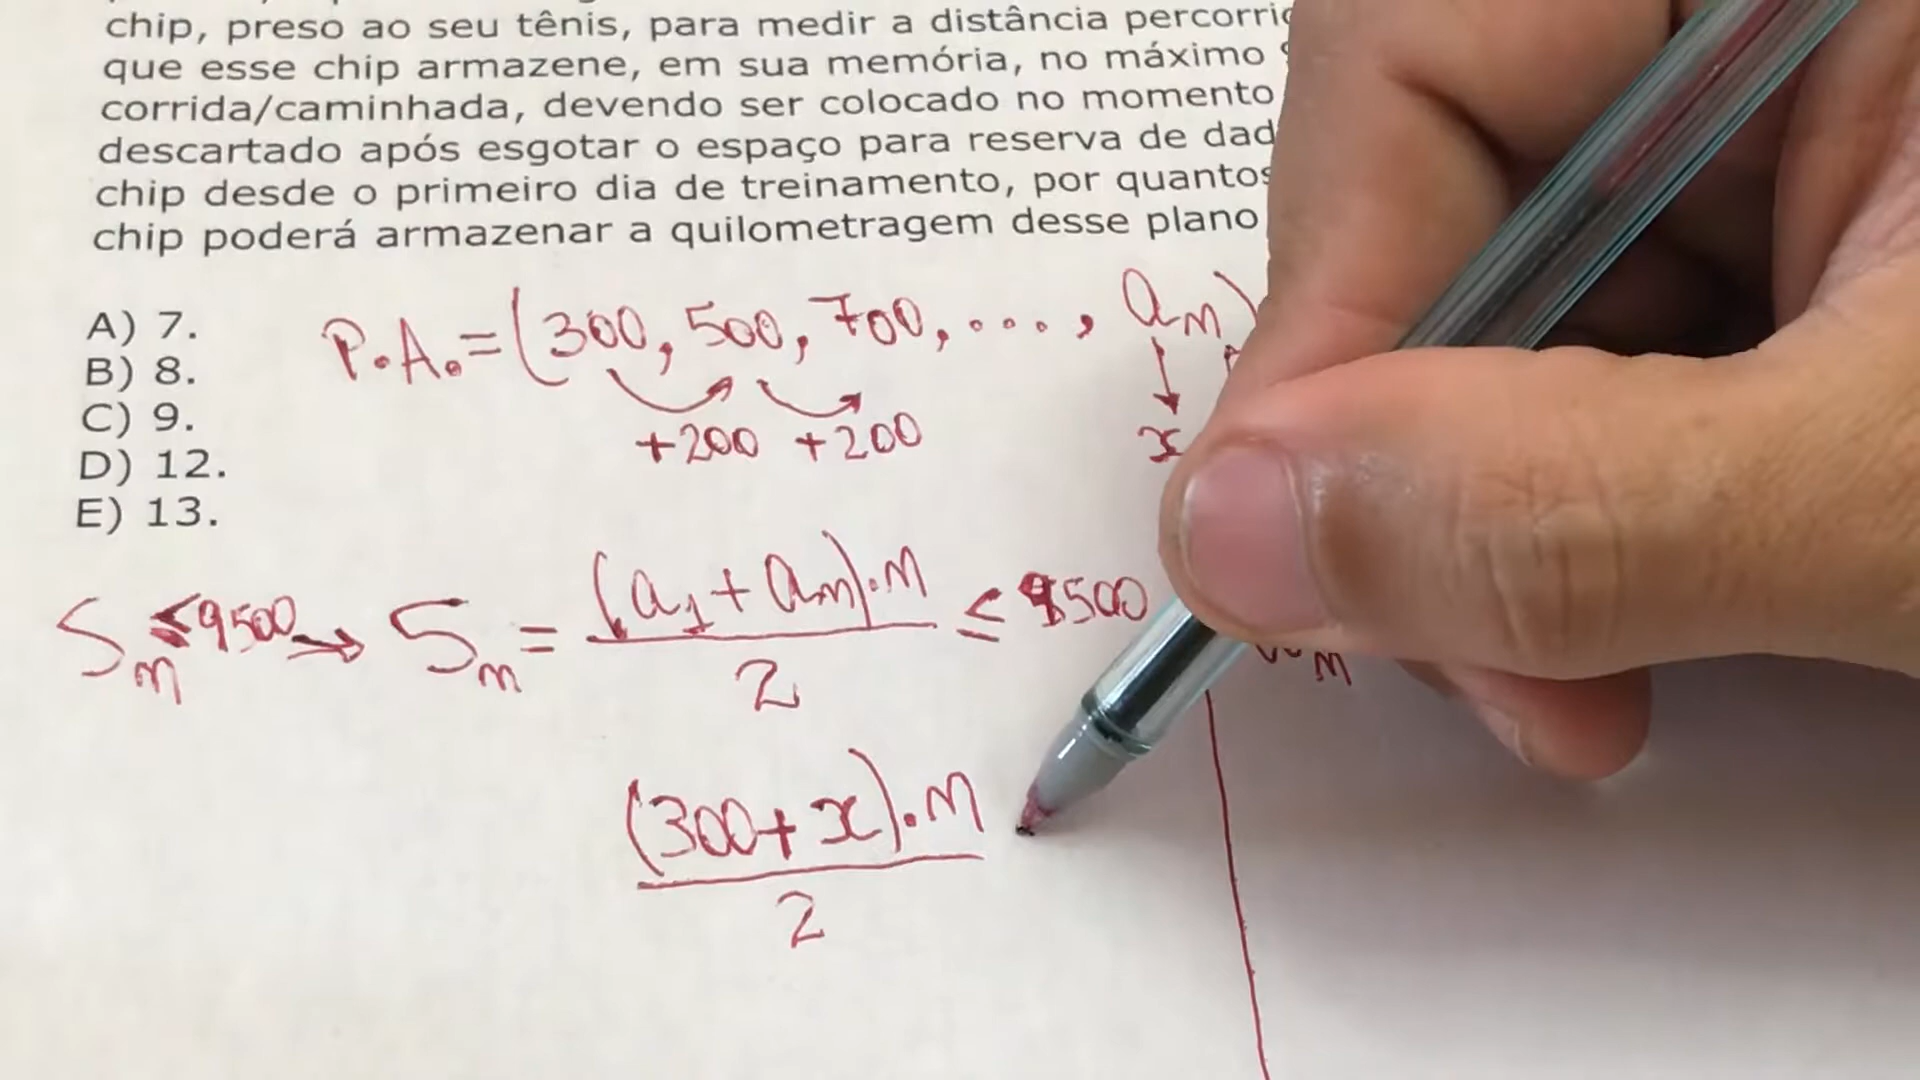 chip, preso ao seu tênis, para medir a distância
que esse chip armazene, em sua memória, no máximo
corrida/caminhada, devendo ser colocado no momento
descartado após esgotar o espaço para reserva de
chip desde o primeiro dia de treinamento, por
chip poderá armazenar a quilometragem desse plano
A) 7.
B) 8.
C) 9.
D) 12.
E) 13.
P.A.=(300, 500, 700, ..., an)
+200 +200
x
Sn ≤9500 → Sn = (a1+an).n / 2 ≤ 9500
(300+x).n / 2